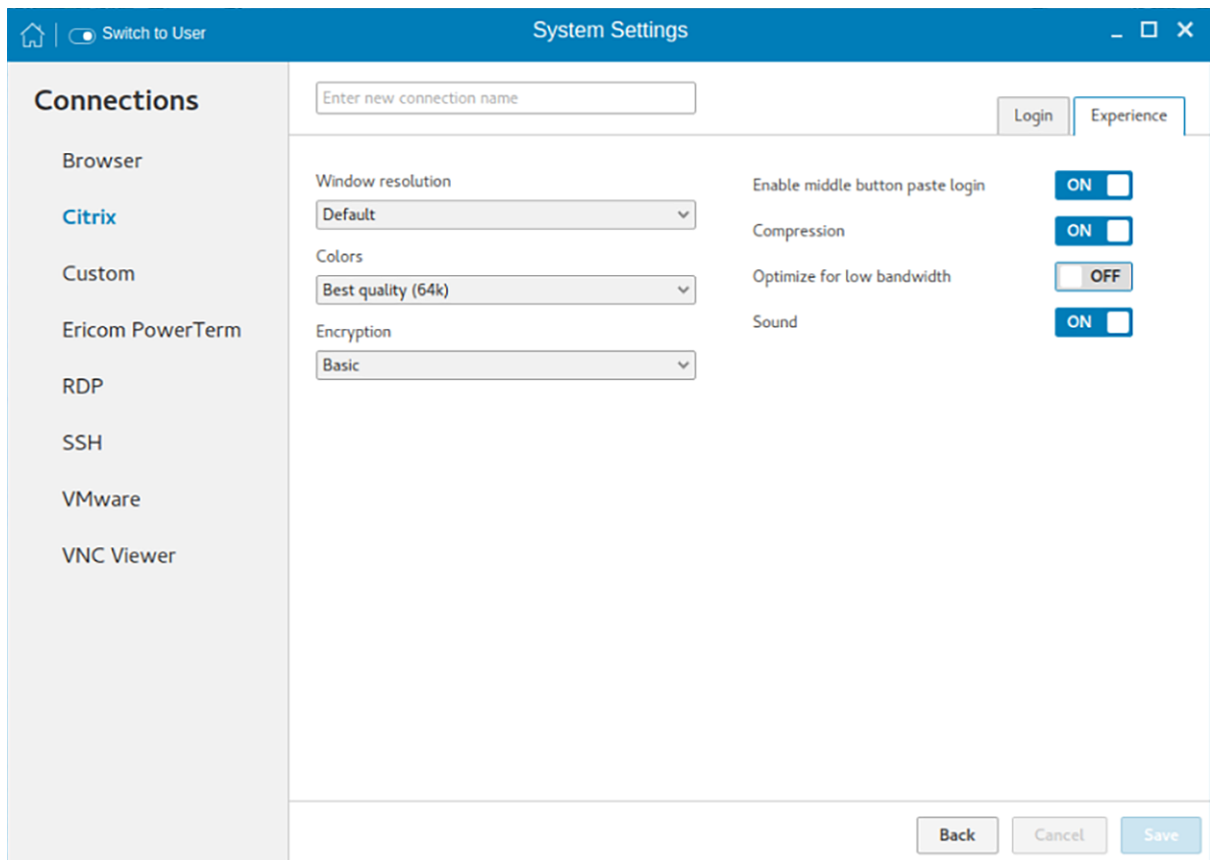 Switch to User
System Settings
Connections
Browser
Citrix
Custom
Ericom PowerTerm
RDP
SSH
VMware
VNC Viewer
Enter new connection name
Login
Experience
Window resolution
Default
Colors
Best quality (64k)
Encryption
Basic
Enable middle button paste login ON
Compression ON
Optimize for low bandwidth OFF
Sound ON
Back
Cancel
Save